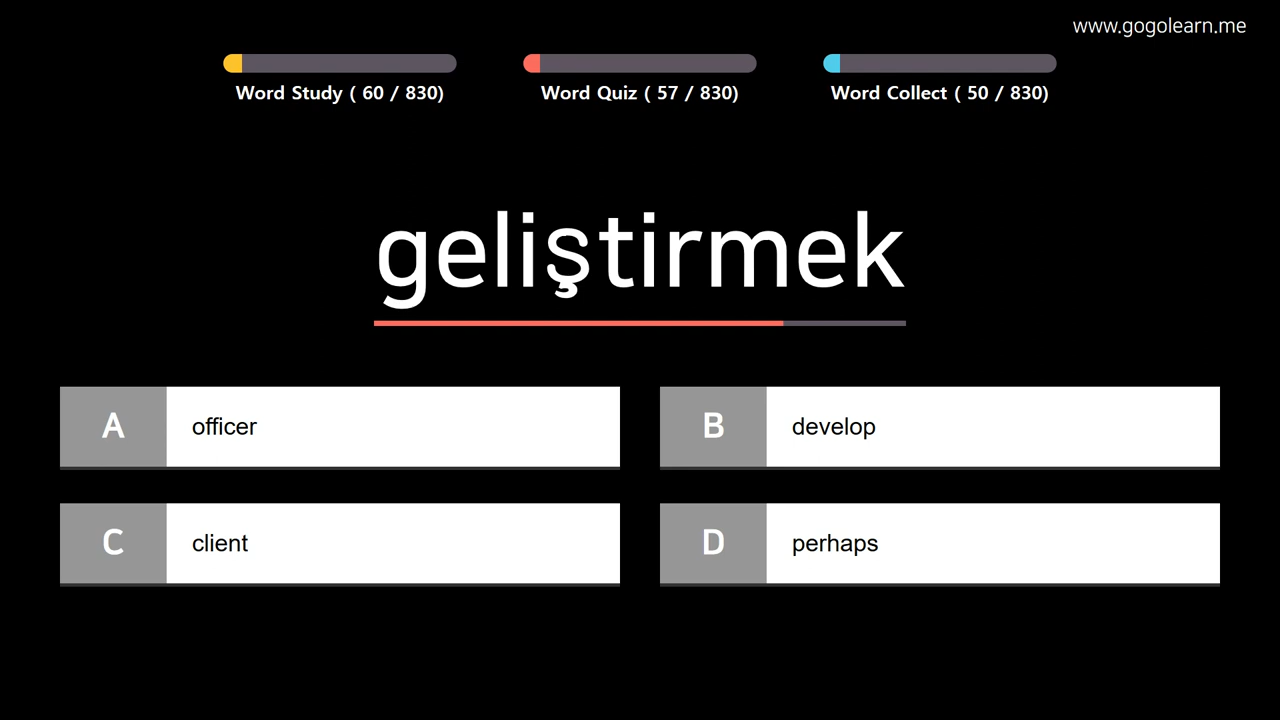 www.gogolearn.me
Word Study ( 60 / 830)
Word Quiz ( 57 / 830)
Word Collect ( 50 / 830)
geliştirmek
A officer
B develop
C client
D perhaps